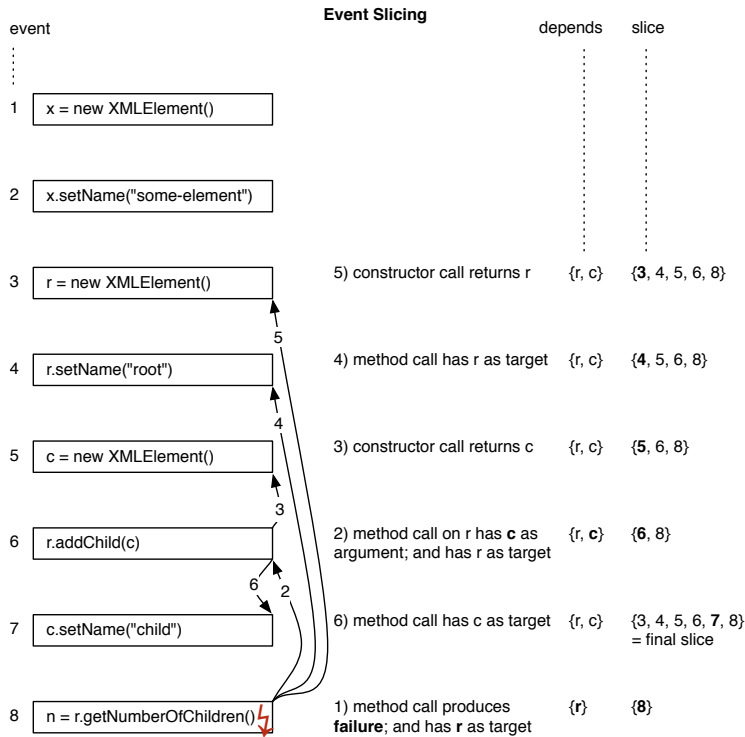 Event Slicing
event depends slice
1 x = new XMLElement()
2 x.setName("some-element")
3 r = new XMLElement() 5) constructor call returns r {r, c} {3, 4, 5, 6, 8}
5
4 r.setName("root") 4) method call has r as target {r, c} {4, 5, 6, 8}
4
5 c = new XMLElement() 3) constructor call returns c {r, c} {5, 6, 8}
3
6 r.addChild(c) 2) method call on r has c as {r, c} {6, 8}
argument; and has r as target
6 2
7 c.setName("child") 6) method call has c as target {r, c} {3, 4, 5, 6, 7, 8}
= final slice
8 n = r.getNumberOfChildren() 1) method call produces {r} {8}
failure; and has r as target